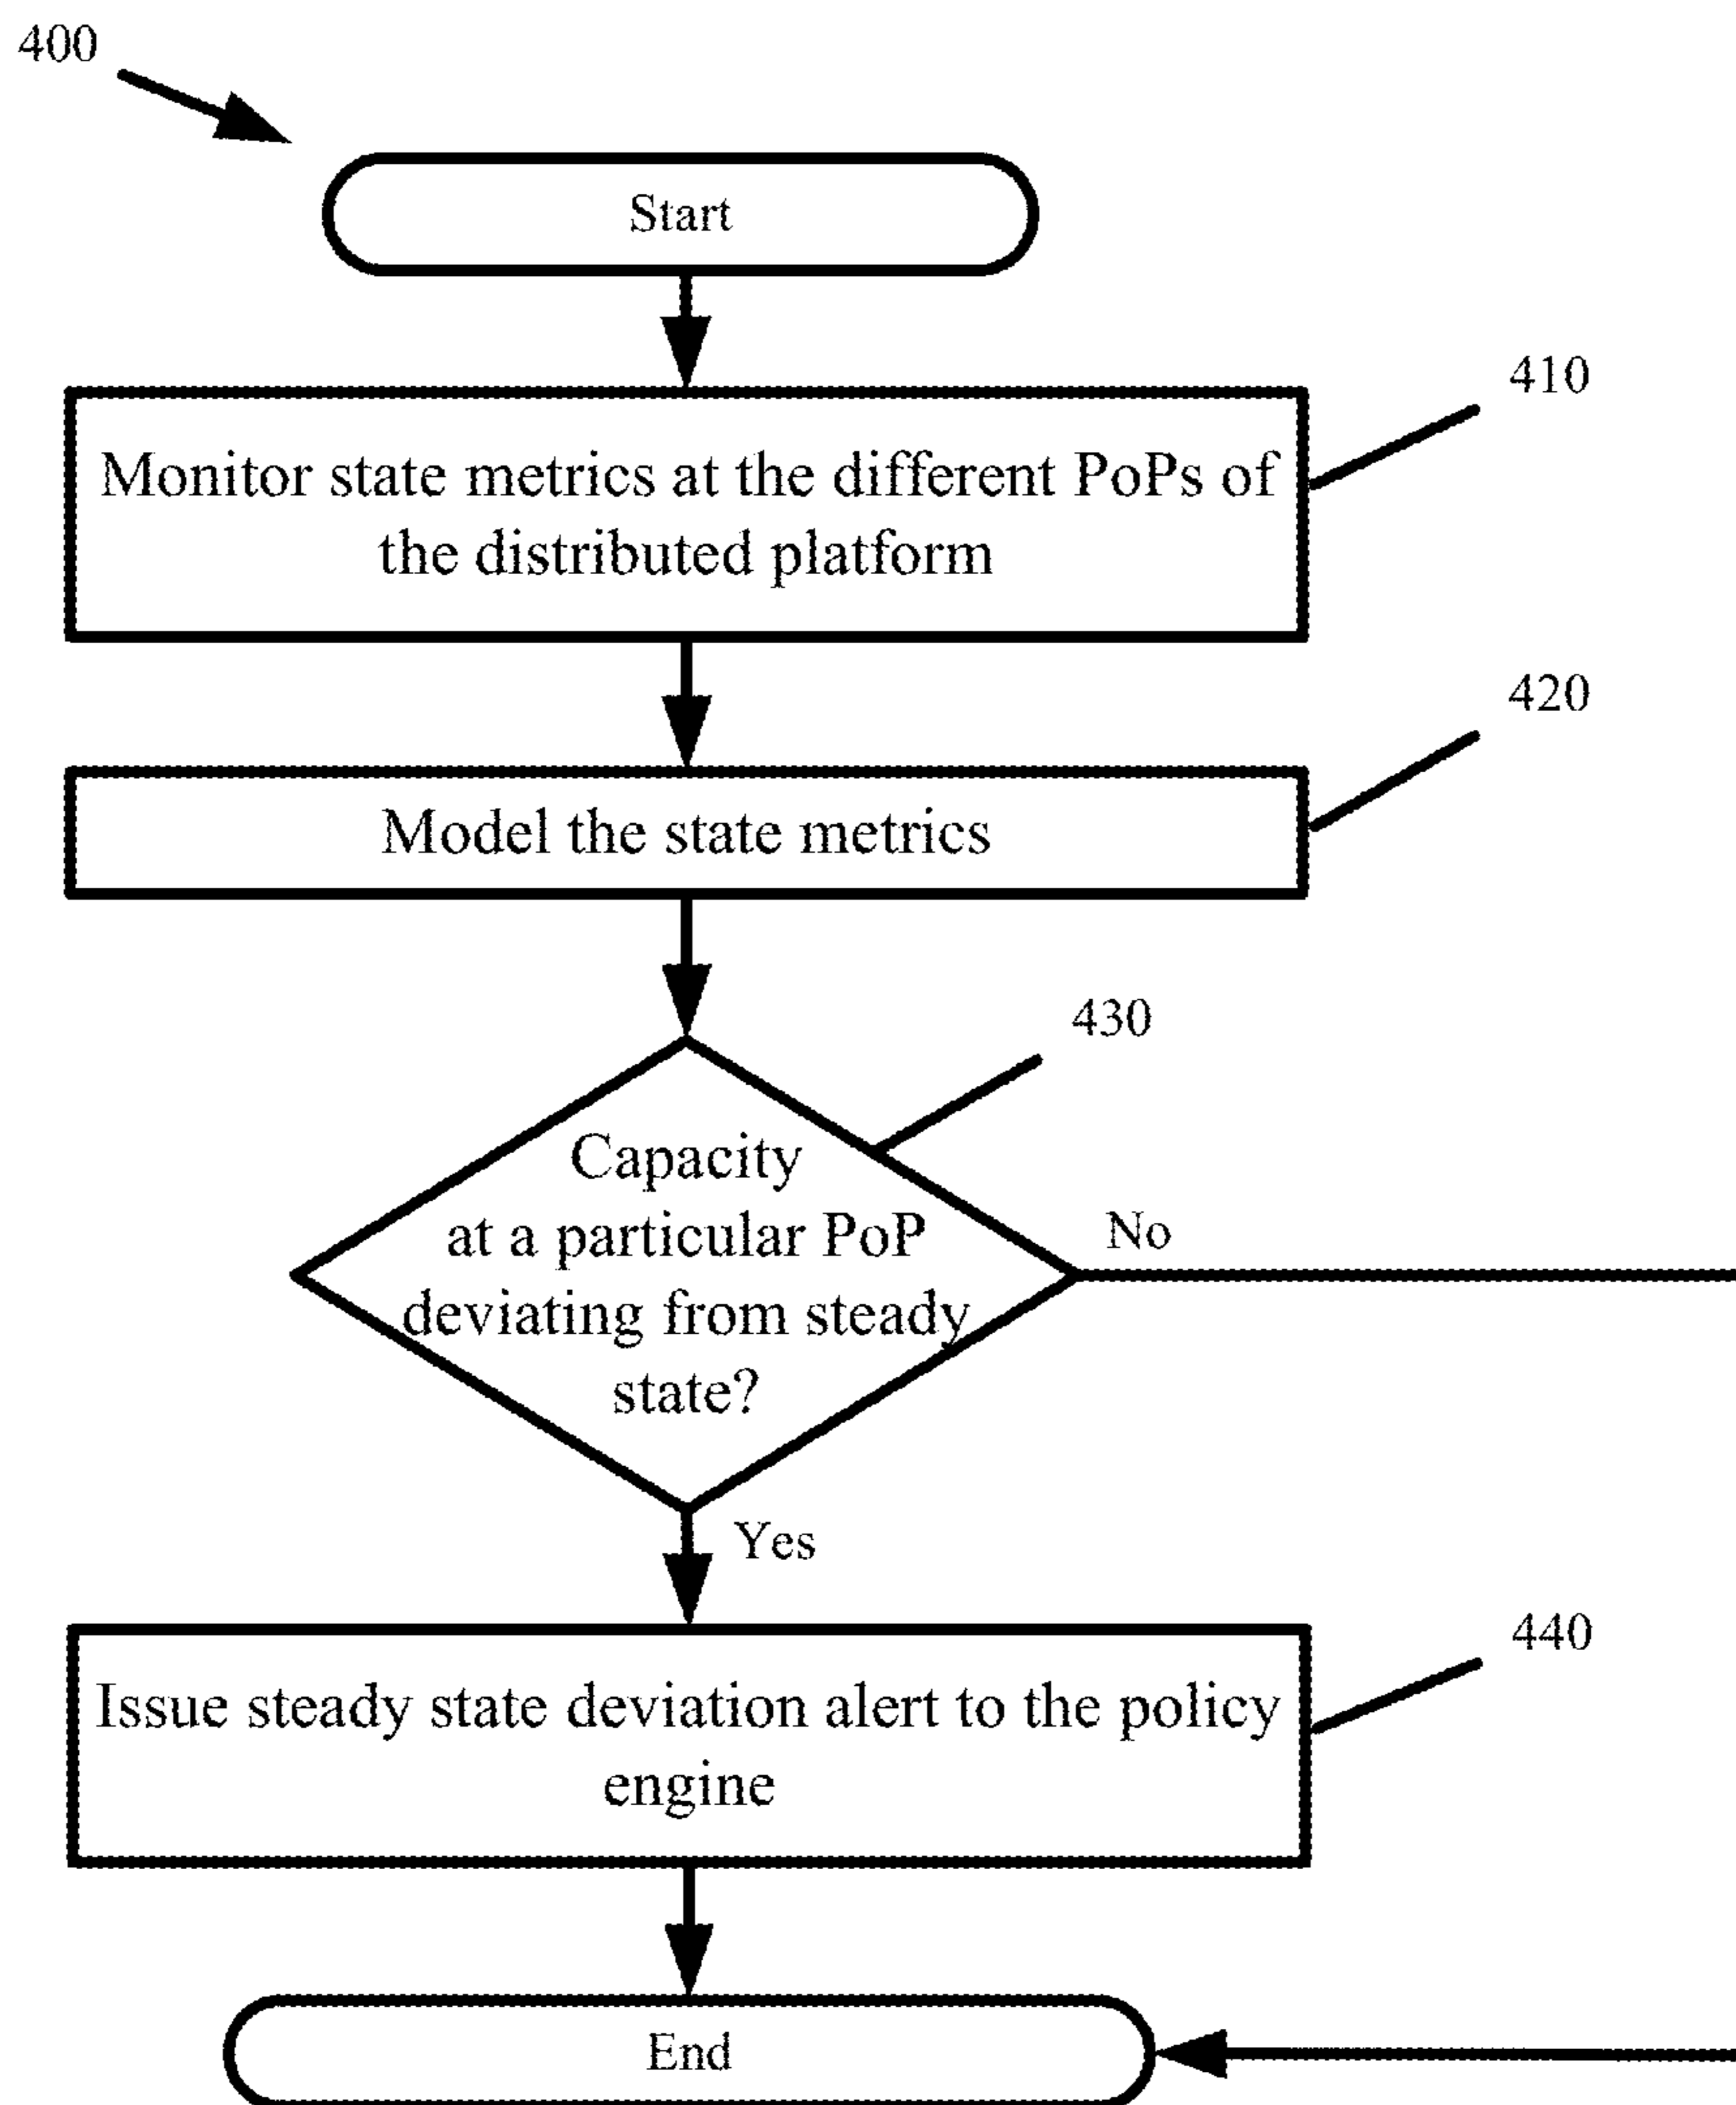 400
Start
410
Monitor state metrics at the different PoPs of
the distributed platform
420
Model the state metrics
430
Capacity
at a particular PoP
deviating from steady
state?
No
Yes
440
Issue steady state deviation alert to the policy
engine
End